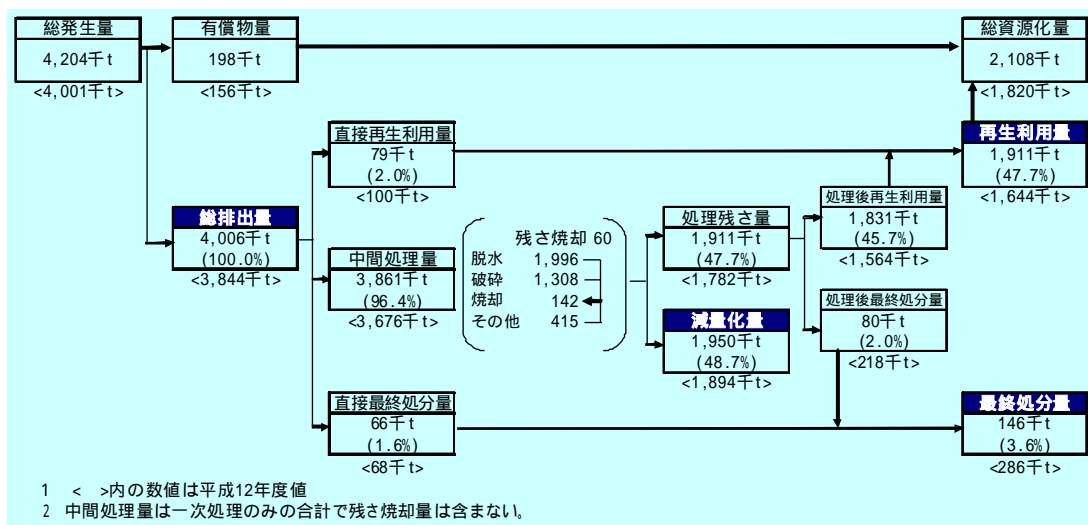 総発生量
4,204千t
<4,001千t>
有償物量
198千t
<156千t>
総資源化量
2,108千t
<1,820千t>
直接再生利用量
79千t
(2.0%)
<100千t>
再生利用量
1,911千t
(47.7%)
<1,644千t>
総排出量
4,006千t
(100.0%)
<3,844千t>
中間処理量
3,861千t
(96.4%)
<3,676千t>
残さ焼却 60
脱水 1,996
破砕 1,308
焼却 142
その他 415
処理残さ量
1,911千t
(47.7%)
<1,782千t>
処理後再生利用量
1,831千t
(45.7%)
<1,564千t>
減量化量
1,950千t
(48.7%)
<1,894千t>
処理後最終処分量
80千t
(2.0%)
<218千t>
直接最終処分量
66千t
(1.6%)
<68千t>
最終処分量
146千t
(3.6%)
<286千t>
1 < >内の数値は平成12年度値
2 中間処理量は一次処理のみの合計で残さ焼却量は含まない。